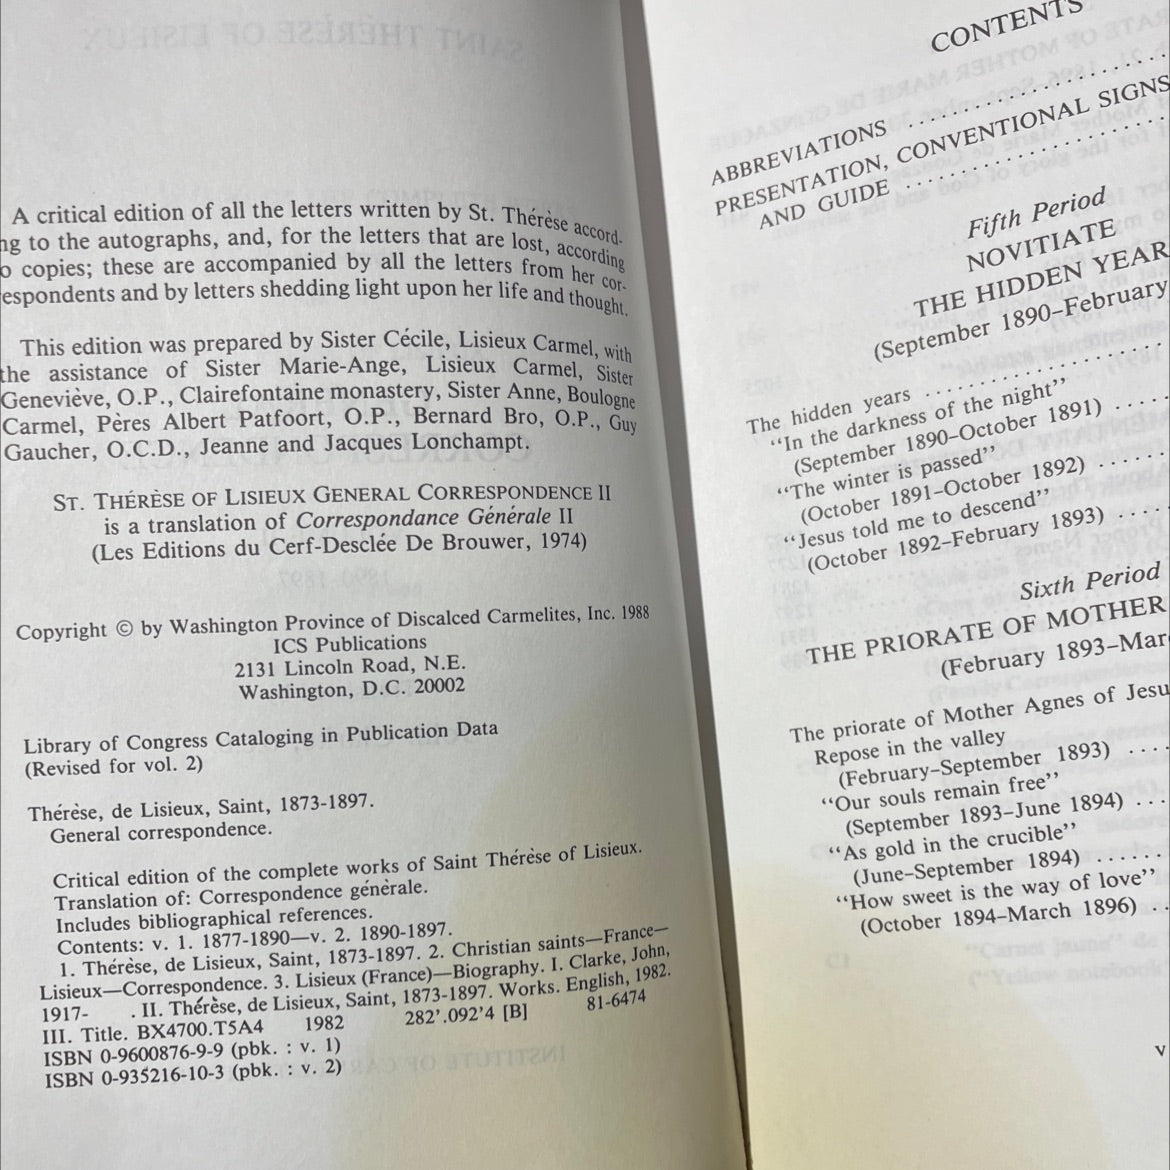 A critical edition of all the letters written by St. Thérèse accord-
ng to the autographs, and, for the letters that are lost, according
o copies; these are accompanied by all the letters from her cor-
espondents and by letters shedding light upon her life and thought.
This edition was prepared by Sister Cécile, Lisieux Carmel, with
the assistance of Sister Marie-Ange, Lisieux Carmel, Sister
Geneviève, O.P., Clairefontaine monastery, Sister Anne, Boulogne
Carmel, Pères Albert Patfoort, O.P., Bernard Bro, O.P., Guy
Gaucher, O.C.D., Jeanne and Jacques Lonchampt.
ST. THÉRÈSE OF LISIEUX GENERAL CORRESPONDENCE II
is a translation of Correspondance Générale II
(Les Editions du Cerf-Desclée De Brouwer, 1974)
Copyright © by Washington Province of Discalced Carmelites, Inc. 1988
ICS Publications
2131 Lincoln Road, N.E.
Washington, D.C. 20002
Library of Congress Cataloging in Publication Data
(Revised for vol. 2)
Thérèse, de Lisieux, Saint, 1873-1897.
General correspondence.
Critical edition of the complete works of Saint Thérèse of Lisieux.
Translation of: Correspondence génèrale.
Includes bibliographical references.
Contents: v. 1. 1877-1890—v. 2. 1890-1897.
1. Thérèse, de Lisieux, Saint, 1873-1897. 2. Christian saints—France—
Lisieux—Correspondence. 3. Lisieux (France)—Biography. I. Clarke, John,
1917- . II. Thérèse, de Lisieux, Saint, 1873-1897. Works. English, 1982.
III. Title. BX4700.T5A4 1982 282'.092'4 [B] 81-6474
ISBN 0-9600876-9-9 (pbk. : v. 1)
ISBN 0-935216-10-3 (pbk. : v. 2)
CONTENTS
ABBREVIATIONS ....................
PRESENTATION, CONVENTIONAL SIGNS
AND GUIDE ....................
Fifth Period
NOVITIATE
THE HIDDEN YEAR
(September 1890–February
The hidden years ....................
“In the darkness of the night”
(September 1890–October 1891) .....
“The winter is passed”
(October 1891–October 1892) ......
“Jesus told me to descend”
(October 1892–February 1893) .....
Sixth Period
THE PRIORATE OF MOTHER
(February 1893–Mar
The priorate of Mother Agnes of Jesu
Repose in the valley
(February–September 1893) ....
“Our souls remain free”
(September 1893–June 1894) ...
“As gold in the crucible”
(June–September 1894) ......
“How sweet is the way of love”
(October 1894–March 1896) ..
v